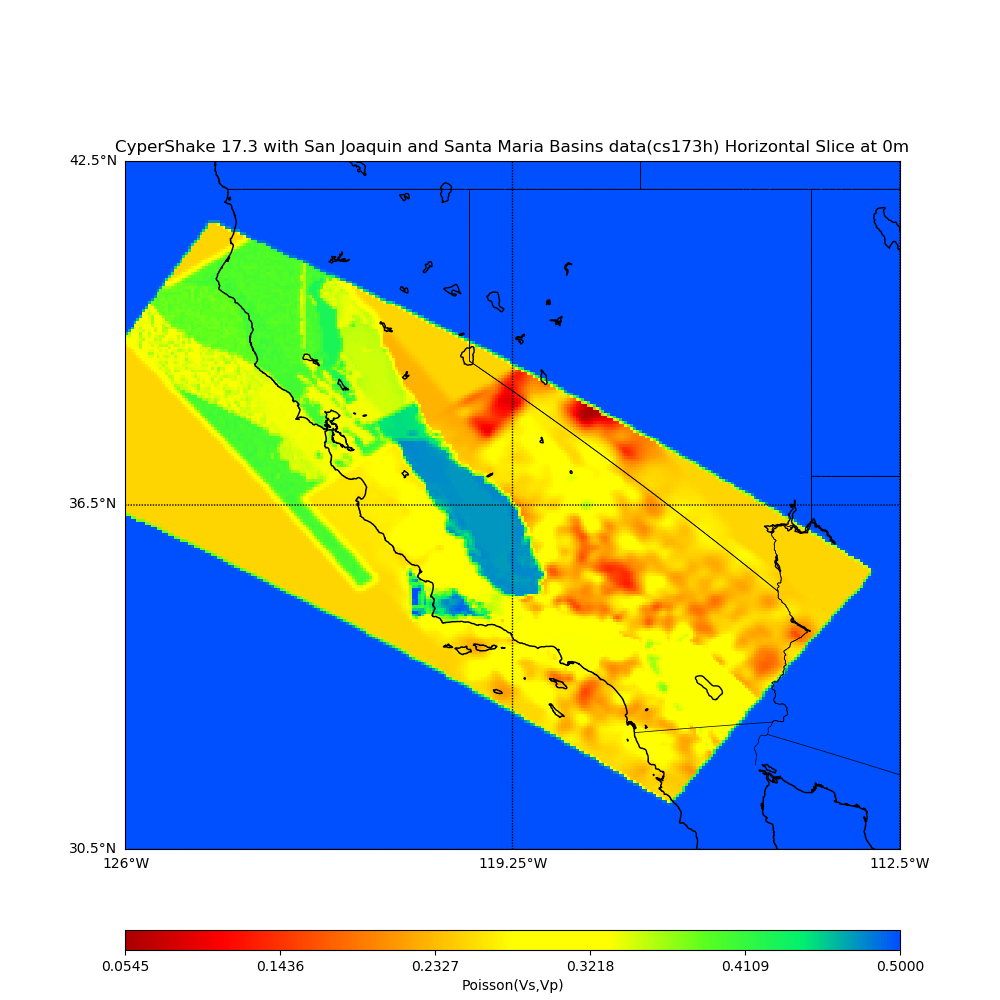 CyperShake 17.3 with San Joaquin and Santa Maria Basins data(cs173h) Horizontal Slice at 0m
42.5°N
36.5°N
30.5°N
126°W 119.25°W 112.5°W
0.0545 0.1436 0.2327 0.3218 0.4109 0.5000
Poisson(Vs,Vp)